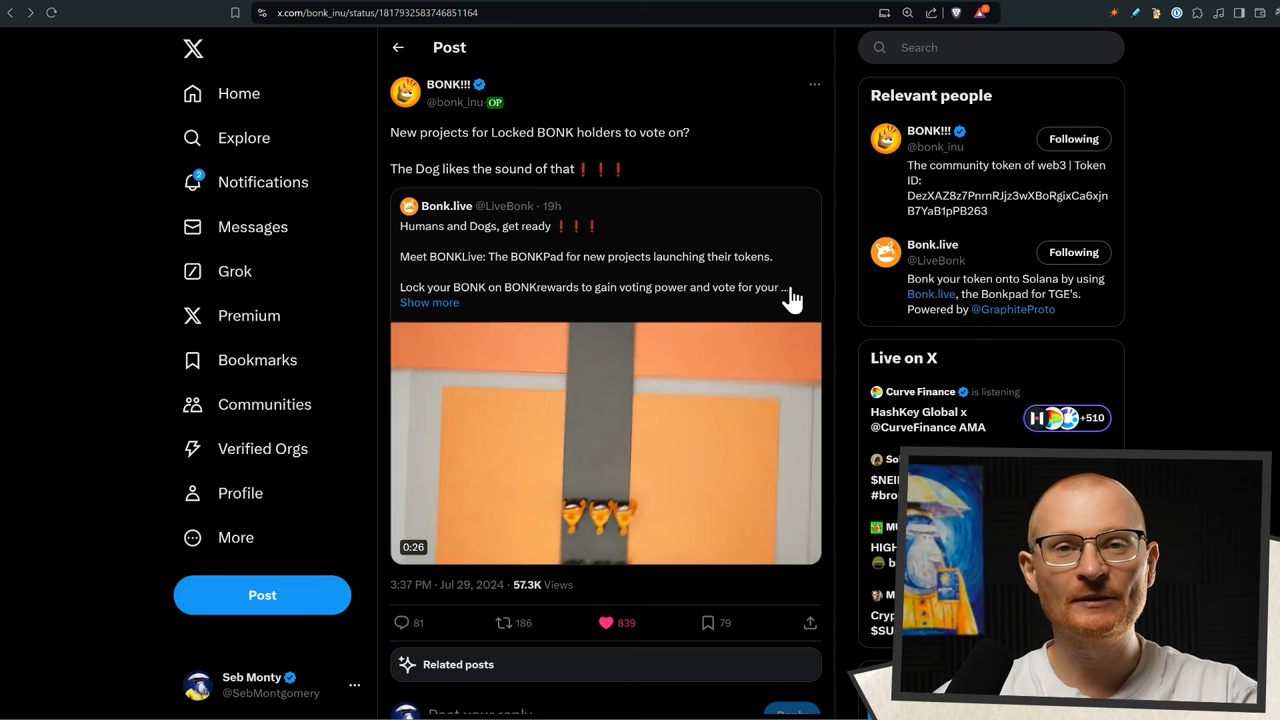 x.com/bonk_inu/status/1817932583746851164
Home
Explore
2
Notifications
Messages
Grok
Premium
Bookmarks
Communities
Verified Orgs
Profile
More
Post
Seb Monty
@SebMontgomery
Post
BONK!!!
@bonk_inu OP
New projects for Locked BONK holders to vote on?
The Dog likes the sound of that❗❗❗
Bonk.live @LiveBonk · 19h
Humans and Dogs, get ready ❗❗❗
Meet BONKLive: The BONKPad for new projects launching their tokens.
Lock your BONK on BONKrewards to gain voting power and vote for your ...
Show more
0:26
3:37 PM · Jul 29, 2024 · 57.3K Views
81 186 839 79
Related posts
Post your reply
Reply
Search
Relevant people
BONK!!!
@bonk_inu
Following
The community token of web3 | Token
ID:
DezXAZ8z7PnrnRJjz3wXBoRgixCa6xjn
B7YaB1pPB263
Bonk.live
@LiveBonk
Following
Bonk your token onto Solana by using
Bonk.live, the Bonkpad for TGE's.
Powered by @GraphiteProto
Live on X
Curve Finance is listening
HashKey Global x
@CurveFinance AMA
+510
So
$NEI
#bro
MU
HIGH
b
M
Cryp
$SU